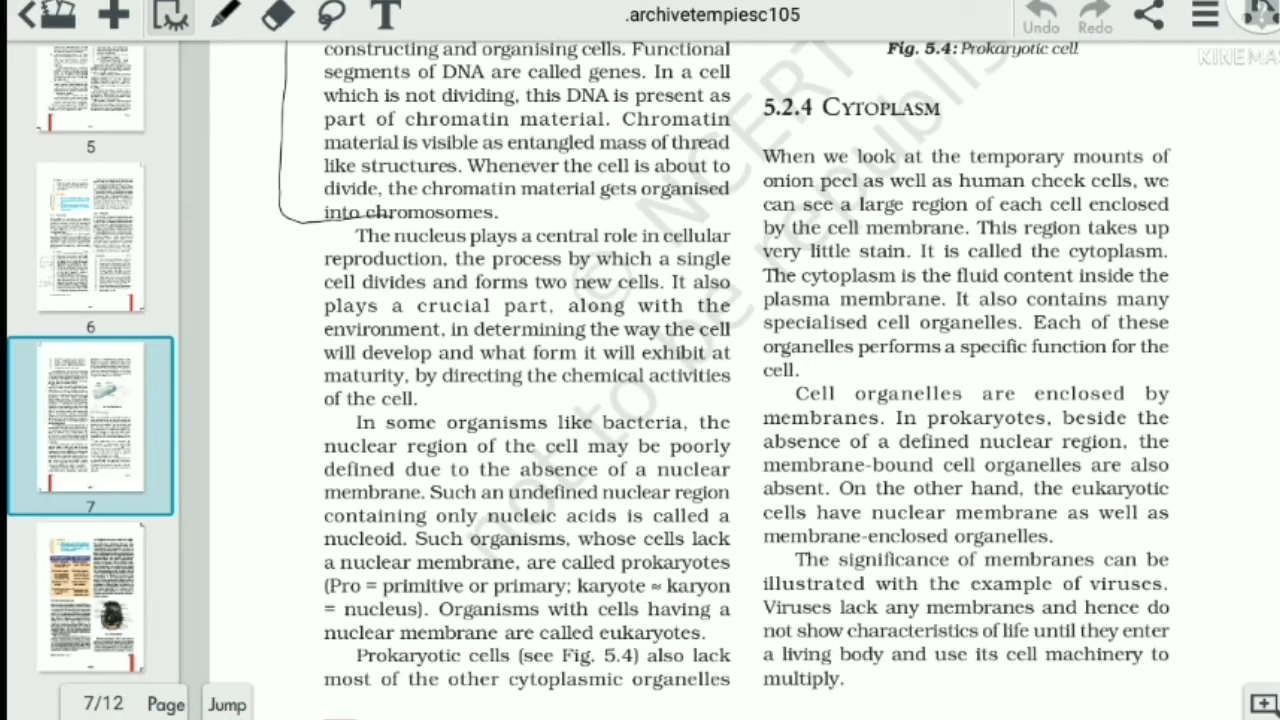 .archivetempiesc105
Undo
Redo
KINEMA
5
6
7
7/12
Page
Jump
constructing and organising cells. Functional
segments of DNA are called genes. In a cell
which is not dividing, this DNA is present as
part of chromatin material. Chromatin
material is visible as entangled mass of thread
like structures. Whenever the cell is about to
divide, the chromatin material gets organised
into chromosomes.
The nucleus plays a central role in cellular
reproduction, the process by which a single
cell divides and forms two new cells. It also
plays a crucial part, along with the
environment, in determining the way the cell
will develop and what form it will exhibit at
maturity, by directing the chemical activities
of the cell.
In some organisms like bacteria, the
nuclear region of the cell may be poorly
defined due to the absence of a nuclear
membrane. Such an undefined nuclear region
containing only nucleic acids is called a
nucleoid. Such organisms, whose cells lack
a nuclear membrane, are called prokaryotes
(Pro = primitive or primary; karyote ≈ karyon
= nucleus). Organisms with cells having a
nuclear membrane are called eukaryotes.
Prokaryotic cells (see Fig. 5.4) also lack
most of the other cytoplasmic organelles
Fig. 5.4: Prokaryotic cell
5.2.4 CYTOPLASM
When we look at the temporary mounts of
onion peel as well as human cheek cells, we
can see a large region of each cell enclosed
by the cell membrane. This region takes up
very little stain. It is called the cytoplasm.
The cytoplasm is the fluid content inside the
plasma membrane. It also contains many
specialised cell organelles. Each of these
organelles performs a specific function for the
cell.
Cell organelles are enclosed by
membranes. In prokaryotes, beside the
absence of a defined nuclear region, the
membrane-bound cell organelles are also
absent. On the other hand, the eukaryotic
cells have nuclear membrane as well as
membrane-enclosed organelles.
The significance of membranes can be
illustrated with the example of viruses.
Viruses lack any membranes and hence do
not show characteristics of life until they enter
a living body and use its cell machinery to
multiply.